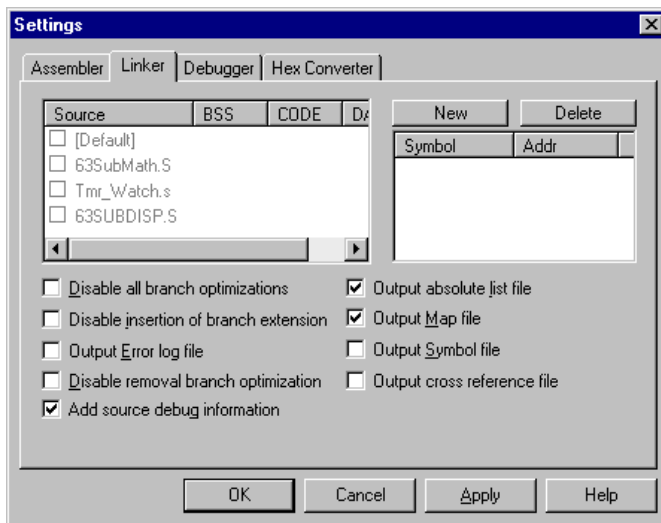 Settings
Assembler Linker Debugger Hex Converter
Source BSS CODE DA
[Default]
63SubMath.S
Tmr_Watch.s
63SUBDISP.S
New Delete
Symbol Addr
Disable all branch optimizations
Disable insertion of branch extension
Output Error log file
Disable removal branch optimization
Add source debug information
Output absolute list file
Output Map file
Output Symbol file
Output cross reference file
OK Cancel Apply Help